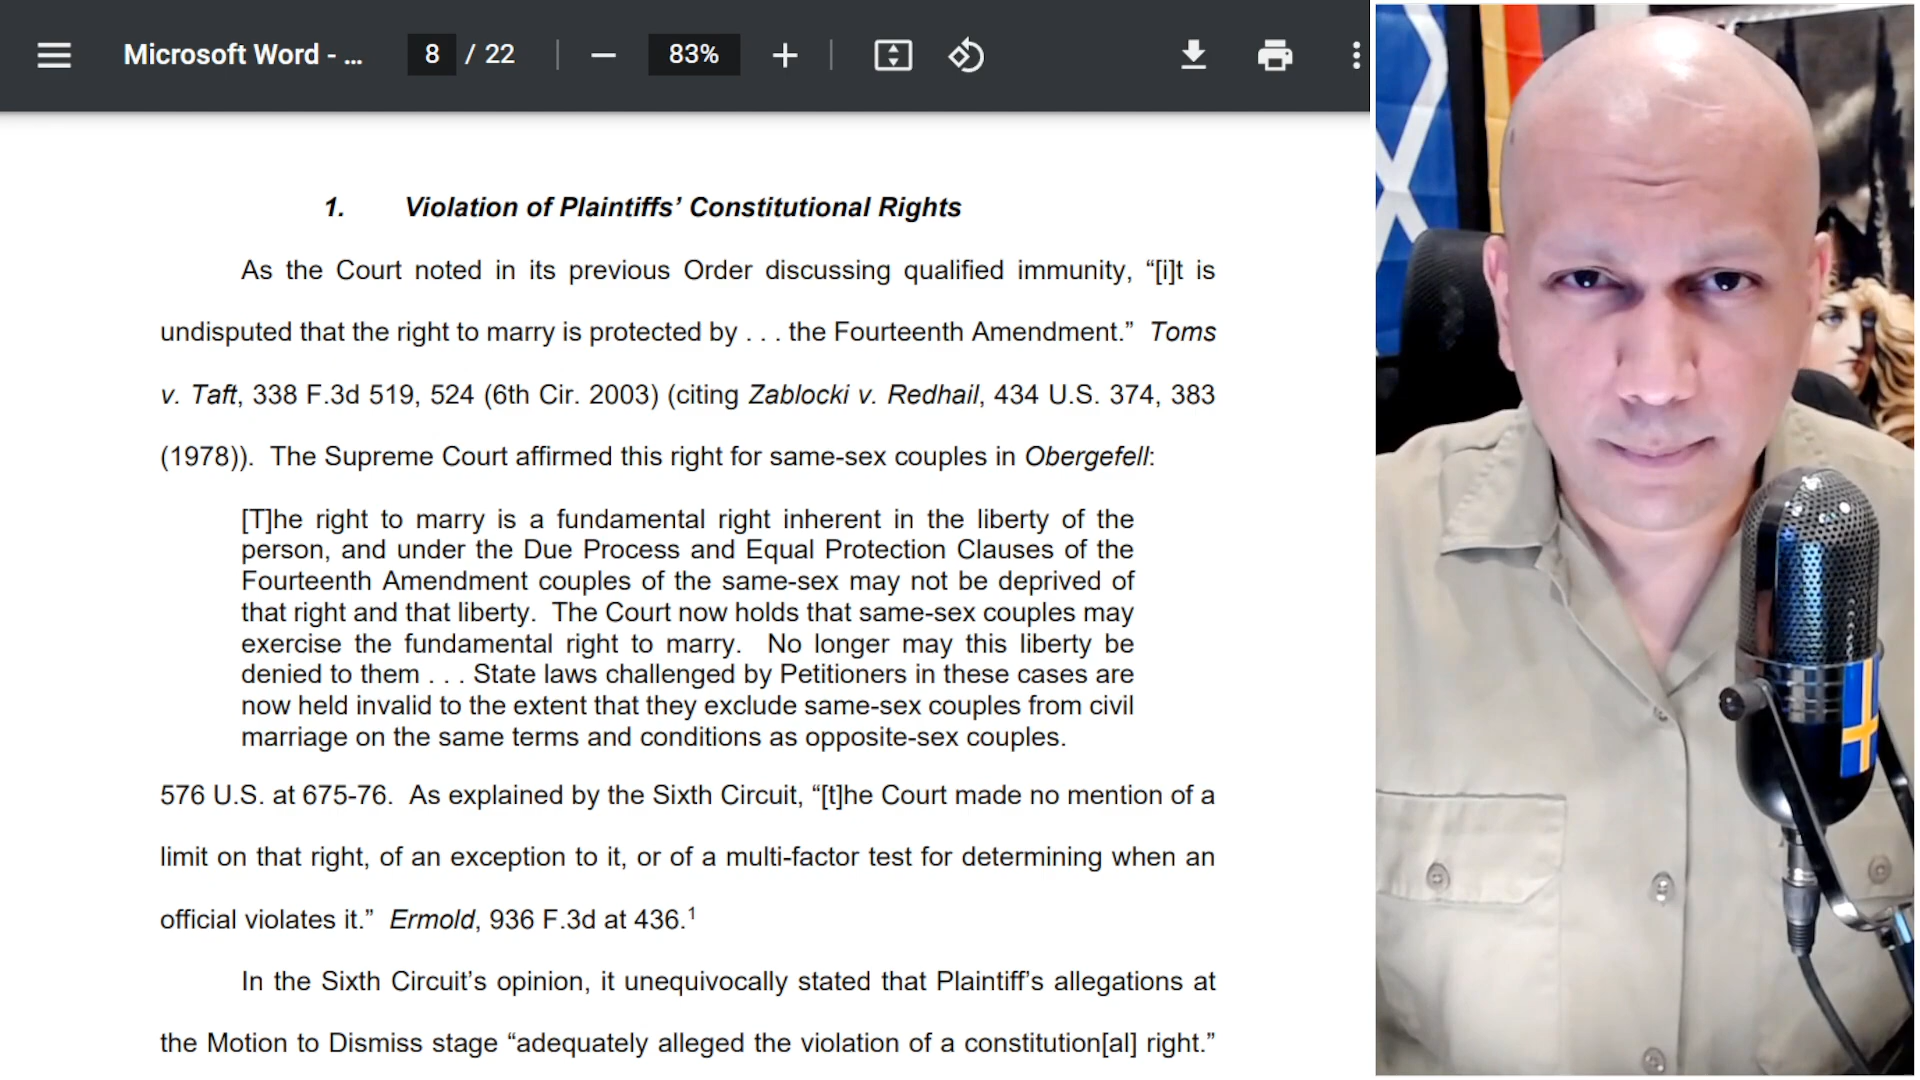 Microsoft Word - ... 8 / 22 83%
1. Violation of Plaintiffs’ Constitutional Rights
As the Court noted in its previous Order discussing qualified immunity, “[i]t is
undisputed that the right to marry is protected by . . . the Fourteenth Amendment.” Toms
v. Taft, 338 F.3d 519, 524 (6th Cir. 2003) (citing Zablocki v. Redhail, 434 U.S. 374, 383
(1978)). The Supreme Court affirmed this right for same-sex couples in Obergefell:
[T]he right to marry is a fundamental right inherent in the liberty of the
person, and under the Due Process and Equal Protection Clauses of the
Fourteenth Amendment couples of the same-sex may not be deprived of
that right and that liberty. The Court now holds that same-sex couples may
exercise the fundamental right to marry. No longer may this liberty be
denied to them . . . State laws challenged by Petitioners in these cases are
now held invalid to the extent that they exclude same-sex couples from civil
marriage on the same terms and conditions as opposite-sex couples.
576 U.S. at 675-76. As explained by the Sixth Circuit, “[t]he Court made no mention of a
limit on that right, of an exception to it, or of a multi-factor test for determining when an
official violates it.” Ermold, 936 F.3d at 436.¹
In the Sixth Circuit’s opinion, it unequivocally stated that Plaintiff’s allegations at
the Motion to Dismiss stage “adequately alleged the violation of a constitution[al] right.”